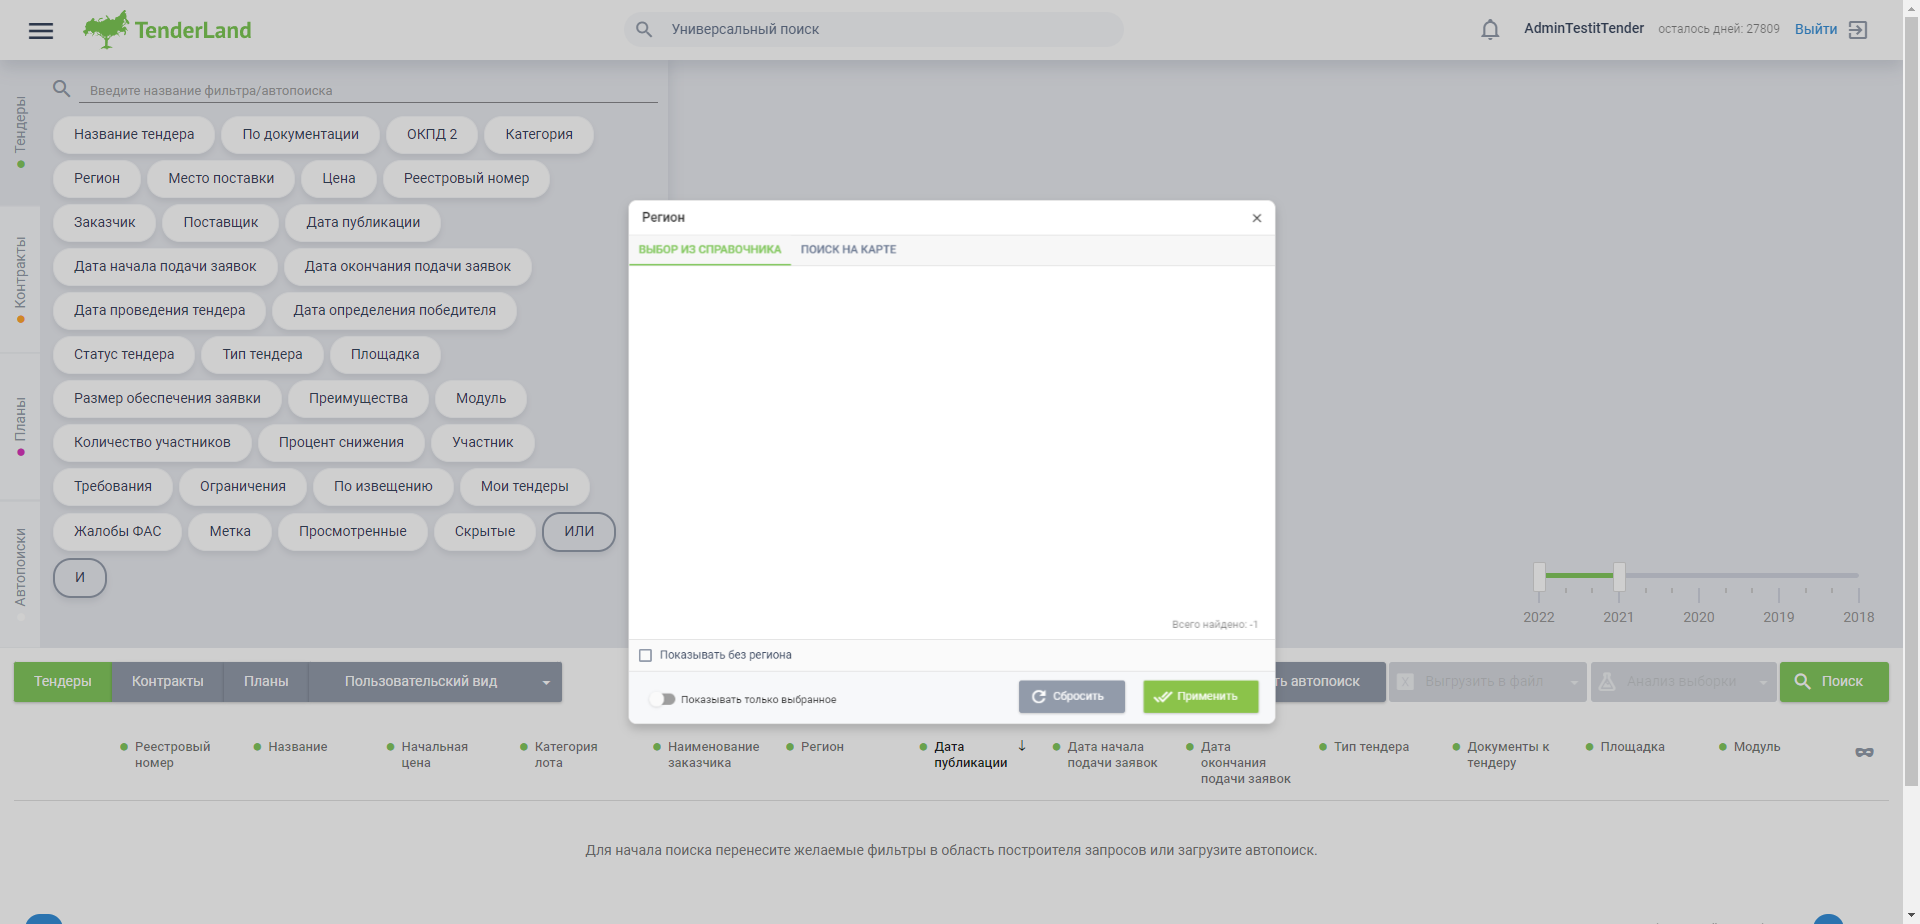 TenderLand
Универсальный поиск
AdminTestitTender
осталось дней: 27809
Выйти
Тендеры
Контракты
Планы
Автопоиски
Введите название фильтра/автопоиска
Название тендера
По документации
ОКПД 2
Категория
Регион
Место поставки
Цена
Реестровый номер
Заказчик
Поставщик
Дата публикации
Дата начала подачи заявок
Дата окончания подачи заявок
Дата проведения тендера
Дата определения победителя
Статус тендера
Тип тендера
Площадка
Размер обеспечения заявки
Преимущества
Модуль
Количество участников
Процент снижения
Участник
Требования
Ограничения
По извещению
Мои тендеры
Жалобы ФАС
Метка
Просмотренные
Скрытые
ИЛИ
И
Регион
ВЫБОР ИЗ СПРАВОЧНИКА
ПОИСК НА КАРТЕ
Всего найдено: -1
Показывать без региона
Показывать только выбранное
Сбросить
Применить
2022
2021
2020
2019
2018
Тендеры
Контракты
Планы
Пользовательский вид
ть автопоиск
Выгрузить в файл
Анализ выборки
Поиск
Реестровый
номер
Название
Начальная
цена
Категория
лота
Наименование
заказчика
Регион
Дата
публикации
Дата начала
подачи заявок
Дата
окончания
подачи заявок
Тип тендера
Документы к
тендеру
Площадка
Модуль
Для начала поиска перенесите желаемые фильтры в область построителя запросов или загрузите автопоиск.